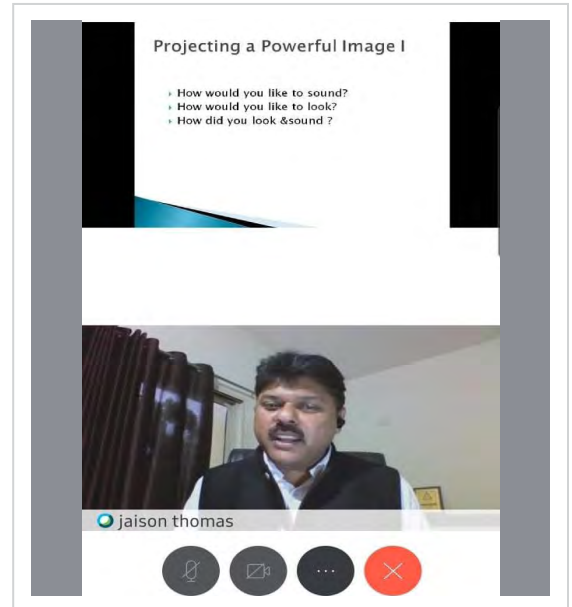 Projecting a Powerful Image I
How would you like to sound?
How would you like to look?
How did you look &sound ?
jaison thomas